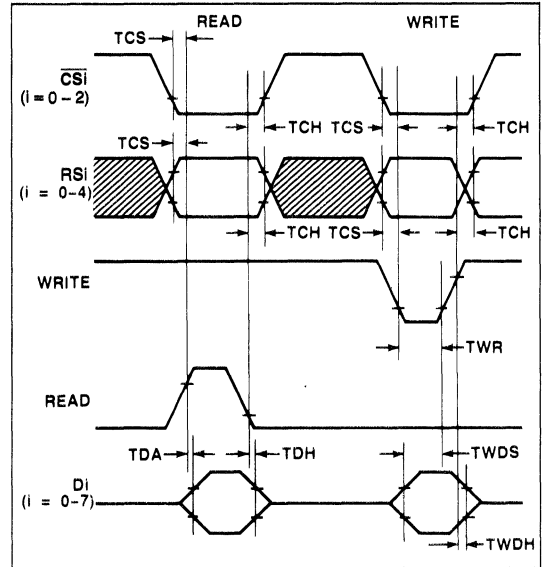 READ WRITE
TCS
CSi
(i=0-2)
TCH TCS TCH
TCS
RSi
(i = 0-4)
TCH TCS TCH
WRITE
TWR
READ
TDA TDH TWDS
Di
(i = 0-7)
TWDH